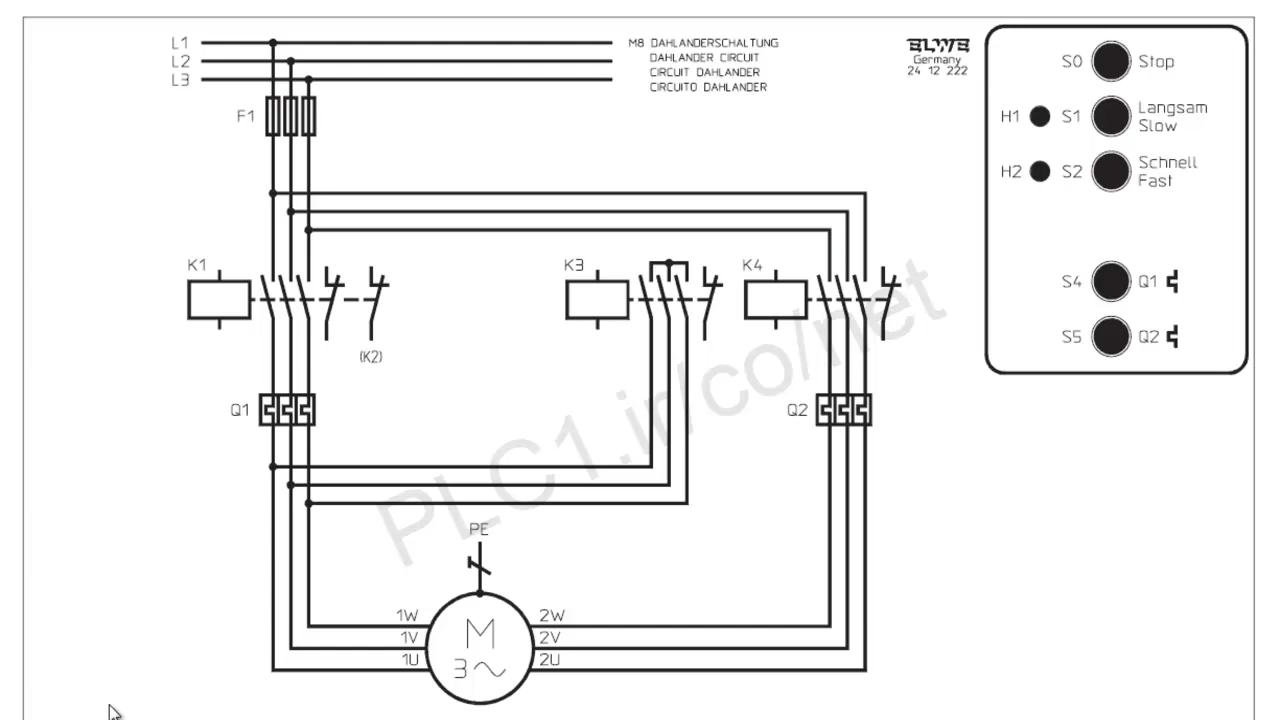 L1
L2
L3
M8 DAHLANDERSCHALTUNG
DAHLANDER CIRCUIT
CIRCUIT DAHLANDER
CIRCUITO DAHLANDER
ELWE
Germany
24 12 222
F1
S0 Stop
H1 S1 Langsam
Slow
H2 S2 Schnell
Fast
S4 Q1
S5 Q2
K1
K3
K4
(K2)
Q1
Q2
PLC1.ir/co/net
PE
1W
1V
1U
M
3~
2W
2V
2U